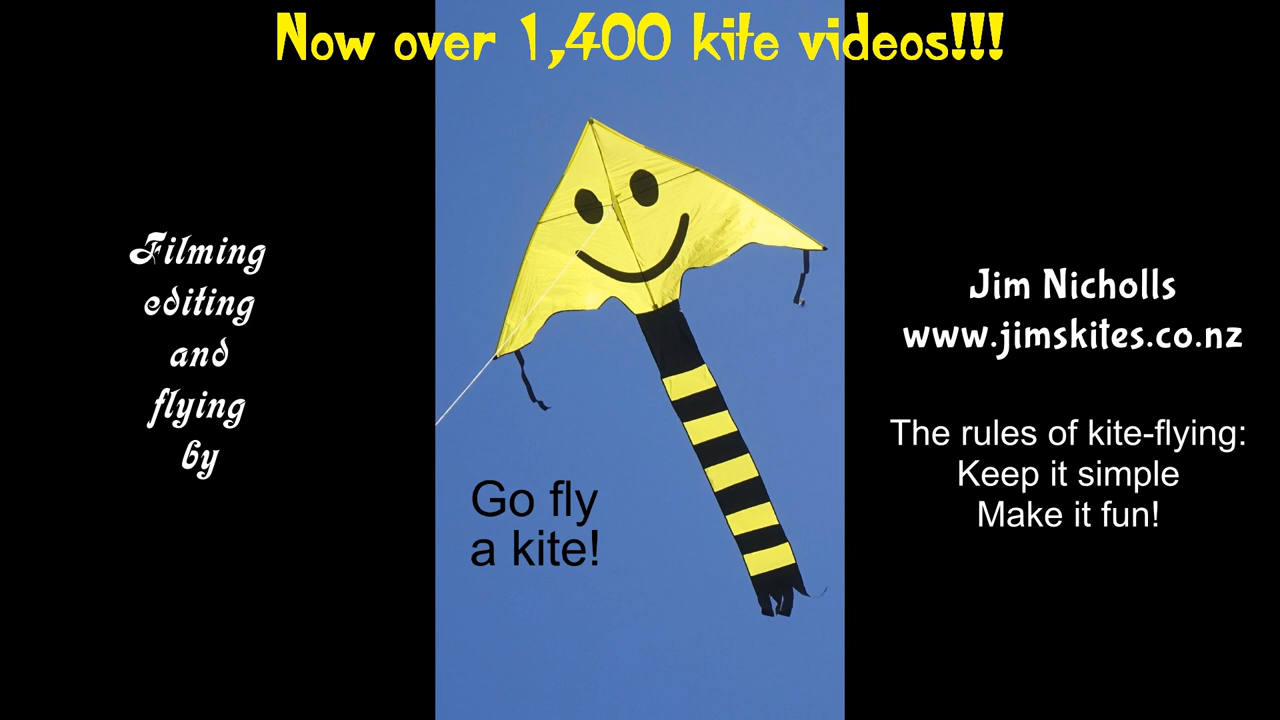 Now over 1,400 kite videos!!!
Filming
editing
and
flying
by
Go fly
a kite!
Jim Nicholls
www.jimskites.co.nz
The rules of kite-flying:
Keep it simple
Make it fun!